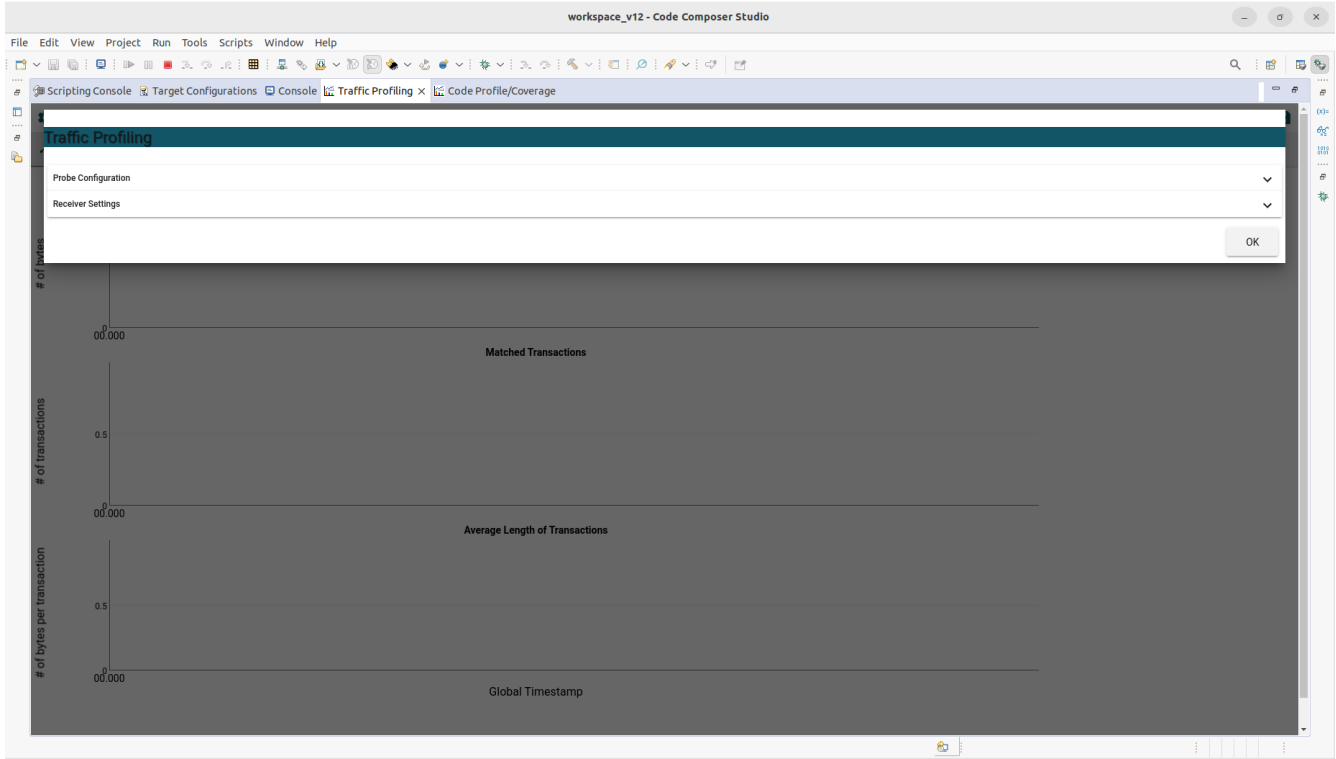 workspace_v12 - Code Composer Studio
File Edit View Project Run Tools Scripts Window Help
Scripting Console Target Configurations Console Traffic Profiling Code Profile/Coverage
(x)=
1010
0101
Traffic Profiling
Probe Configuration
Receiver Settings
OK
# of bytes
0
00.000
Matched Transactions
# of transactions
0.5
0
00.000
Average Length of Transactions
# of bytes per transaction
0.5
0
00.000
Global Timestamp